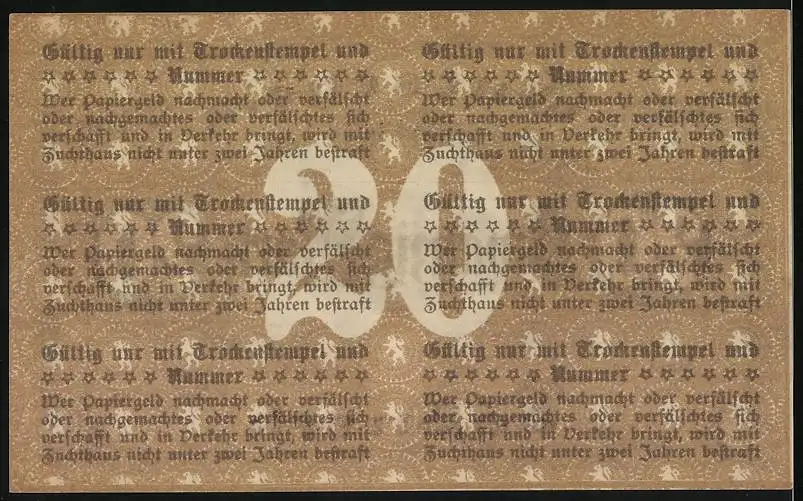 Gültig nur mit Trockenstempel und
☆ ☆ ☆ ☆ ☆ ☆ Nummer ☆ ☆ ☆ ☆ ☆ ☆
Wer Papiergeld nachmacht oder verfälscht
oder nachgemachtes oder verfälschtes sich
verschafft und in Verkehr bringt, wird mit
Zuchthaus nicht unter zwei Jahren bestraft
Gültig nur mit Trockenstempel und
☆ ☆ ☆ ☆ ☆ ☆ Nummer ☆ ☆ ☆ ☆ ☆ ☆
Wer Papiergeld nachmacht oder verfälscht
oder nachgemachtes oder verfälschtes sich
verschafft und in Verkehr bringt, wird mit
Zuchthaus nicht unter zwei Jahren bestraft
20
Gültig nur mit Trockenstempel und
☆ ☆ ☆ ☆ ☆ ☆ Nummer ☆ ☆ ☆ ☆ ☆ ☆
Wer Papiergeld nachmacht oder verfälscht
oder nachgemachtes oder verfälschtes sich
verschafft und in Verkehr bringt, wird mit
Zuchthaus nicht unter zwei Jahren bestraft
Gültig nur mit Trockenstempel und
☆ ☆ ☆ ☆ ☆ ☆ Nummer ☆ ☆ ☆ ☆ ☆ ☆
Wer Papiergeld nachmacht oder verfälscht
oder nachgemachtes oder verfälschtes sich
verschafft und in Verkehr bringt, wird mit
Zuchthaus nicht unter zwei Jahren bestraft
Gültig nur mit Trockenstempel und
☆ ☆ ☆ ☆ ☆ ☆ Nummer ☆ ☆ ☆ ☆ ☆ ☆
Wer Papiergeld nachmacht oder verfälscht
oder nachgemachtes oder verfälschtes sich
verschafft und in Verkehr bringt, wird mit
Zuchthaus nicht unter zwei Jahren bestraft
Gültig nur mit Trockenstempel und
☆ ☆ ☆ ☆ ☆ ☆ Nummer ☆ ☆ ☆ ☆ ☆ ☆
Wer Papiergeld nachmacht oder verfälscht
oder nachgemachtes oder verfälschtes sich
verschafft und in Verkehr bringt, wird mit
Zuchthaus nicht unter zwei Jahren bestraft